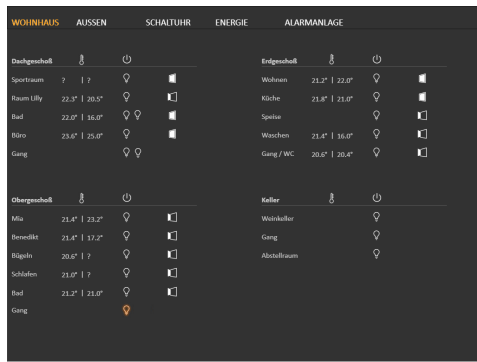 WOHNHAUS AUSSEN SCHALTUHR ENERGIE ALARMANLAGE
Dachgeschoß
Sportraum ? | ?
Raum Lilly 22.3° | 20.5°
Bad 22.0° | 16.0°
Büro 23.6° | 25.0°
Gang
Erdgeschoß
Wohnen 21.2° | 22.0°
Küche 21.8° | 21.0°
Speise
Waschen 21.4° | 16.0°
Gang / WC 20.6° | 20.4°
Obergeschoß
Mia 21.4° | 23.2°
Benedikt 21.4° | 17.2°
Bügeln 20.6° | ?
Schlafen 21.0° | ?
Bad 21.2° | 21.0°
Gang
Keller
Weinkeller
Gang
Abstellraum